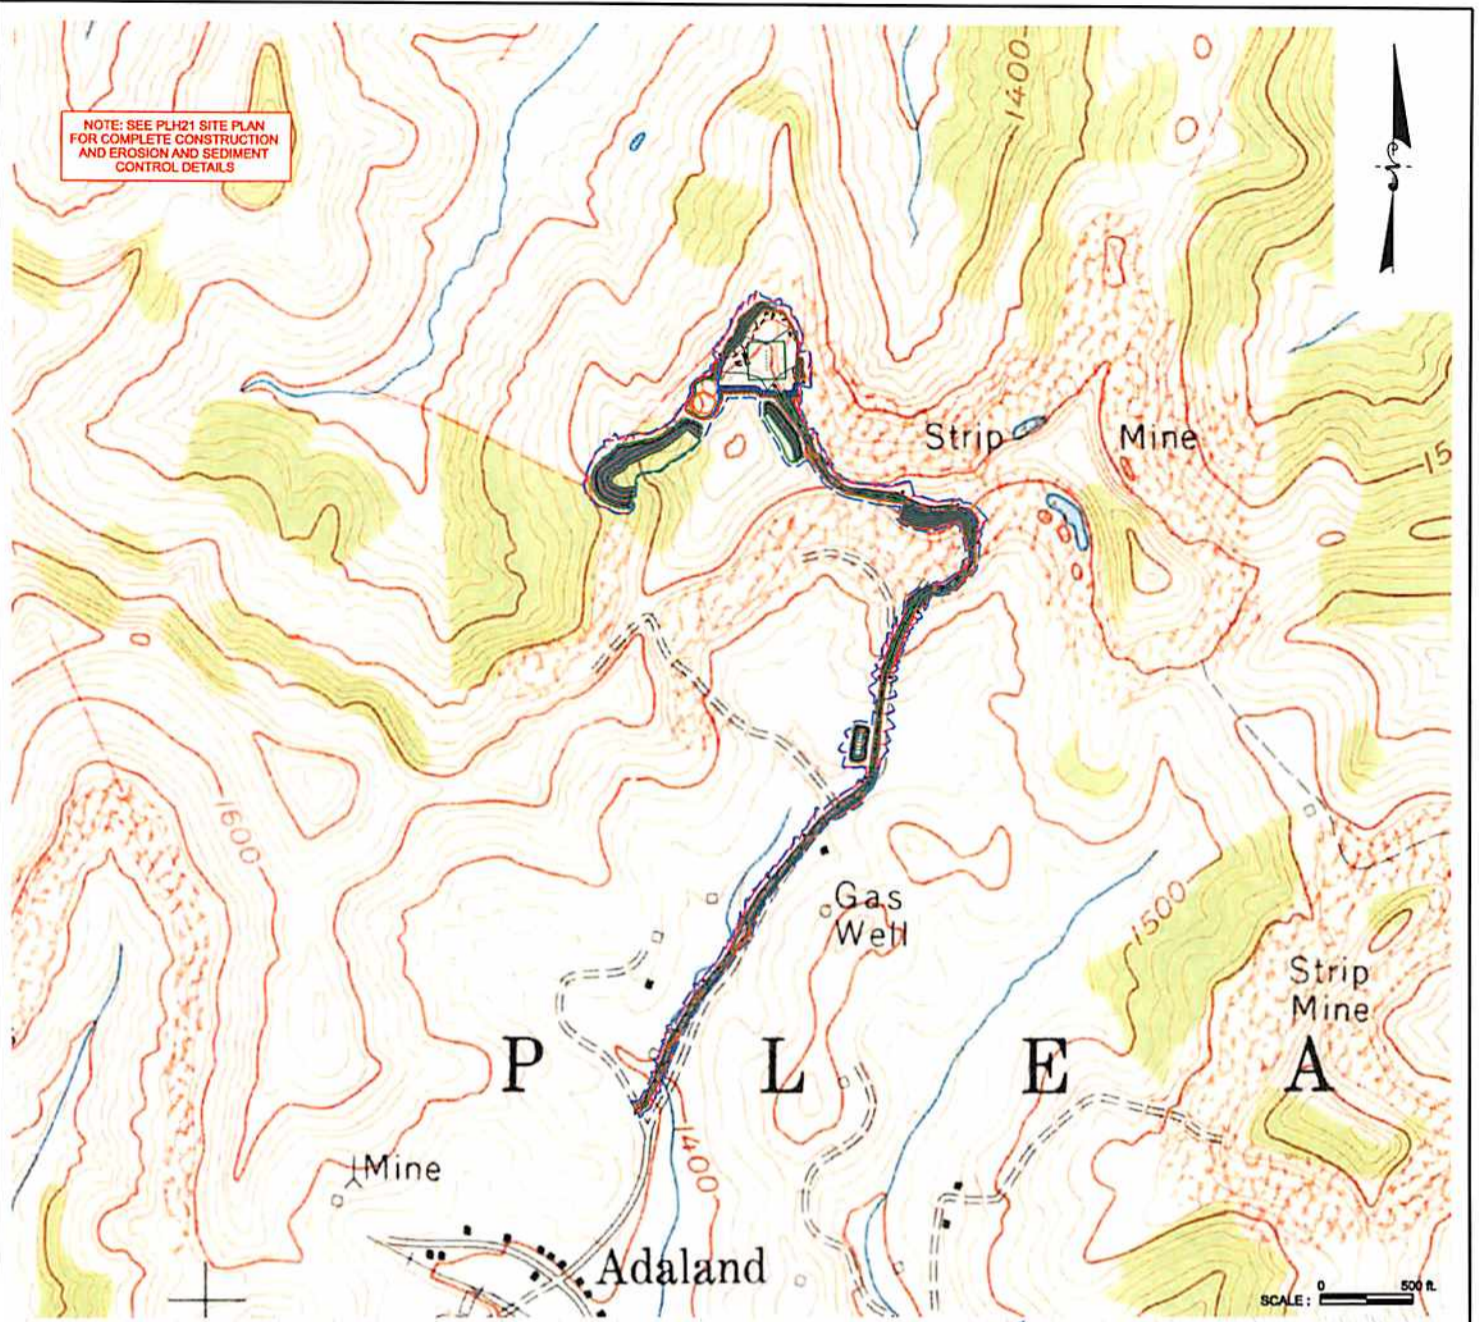 1400
NOTE: SEE PLH21 SITE PLAN
FOR COMPLETE CONSTRUCTION
AND EROSION AND SEDIMENT
CONTROL DETAILS
Strip
Mine
15
1600
Gas
Well
1500
Strip
Mine
P L E A
1400
Mine
Adaland
0 500 ft.
SCALE :